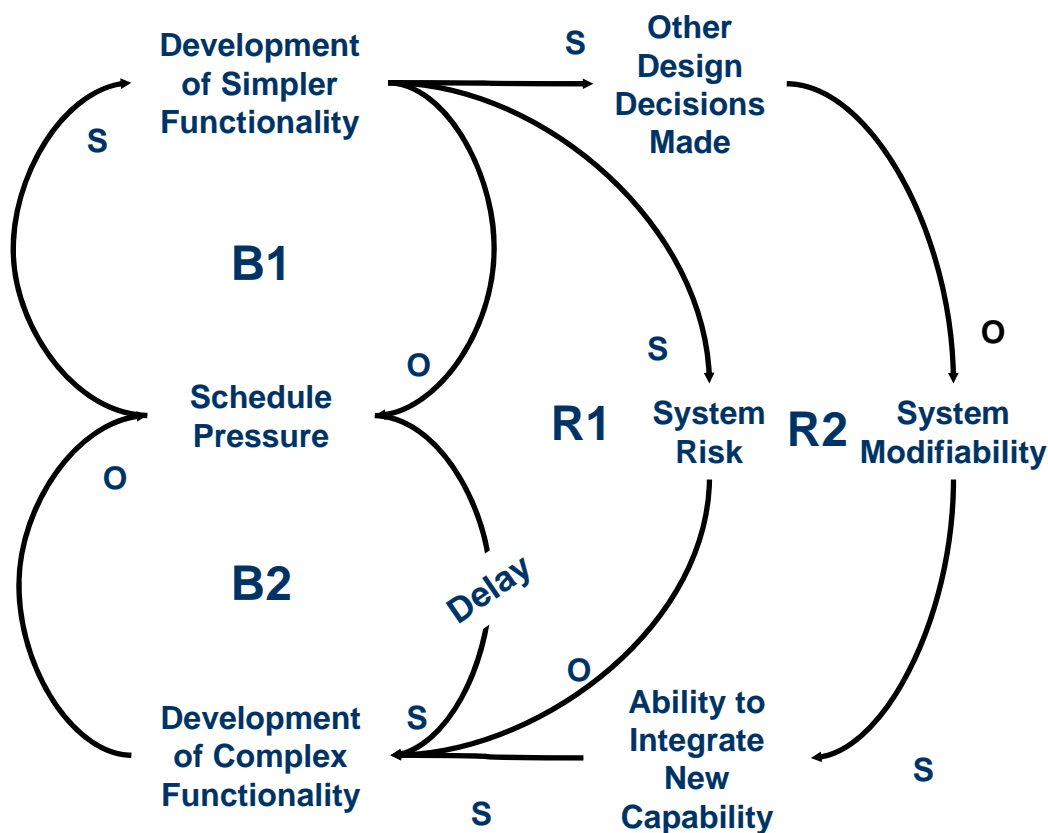 Development
of Simpler
Functionality
S
Other
Design
Decisions
Made
S
B1
O
S
O
Schedule
Pressure
R1
System
Risk
R2
System
Modifiability
O
B2
Delay
O
Development
of Complex
Functionality
S
Ability to
Integrate
New
Capability
S
S